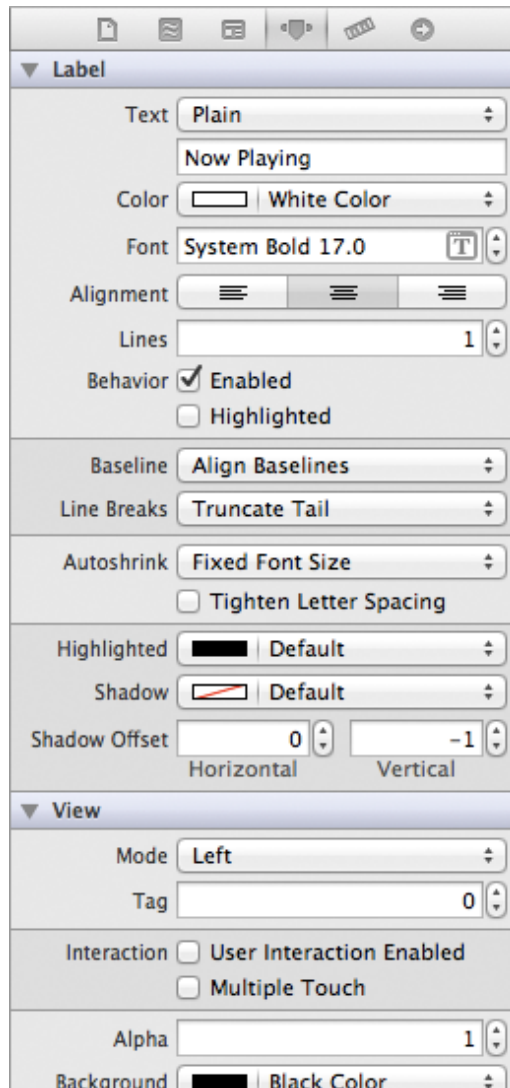 Label
Text Plain
Now Playing
Color White Color
Font System Bold 17.0 T
Alignment
Lines 1
Behavior Enabled
Highlighted
Baseline Align Baselines
Line Breaks Truncate Tail
Autoshrink Fixed Font Size
Tighten Letter Spacing
Highlighted Default
Shadow Default
Shadow Offset 0 -1
Horizontal Vertical
View
Mode Left
Tag 0
Interaction User Interaction Enabled
Multiple Touch
Alpha 1
Background Black Color